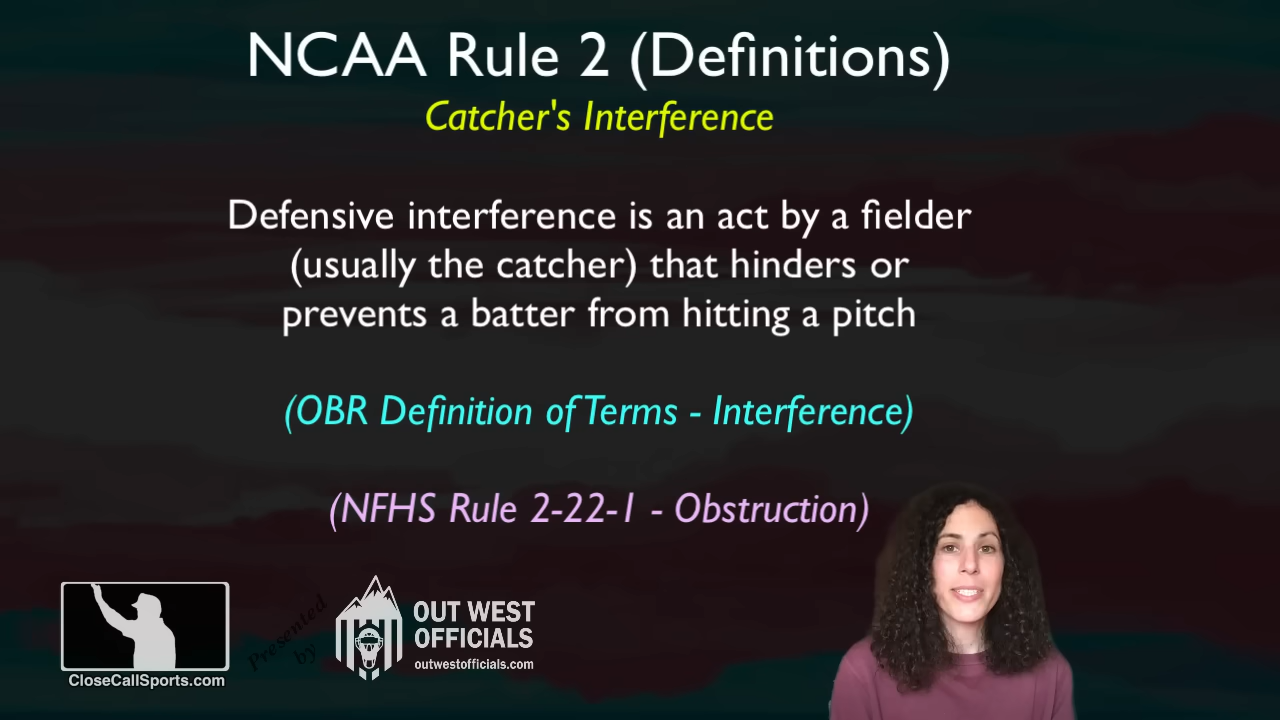 NCAA Rule 2 (Definitions)
Catcher's Interference
Defensive interference is an act by a fielder
(usually the catcher) that hinders or
prevents a batter from hitting a pitch
(OBR Definition of Terms - Interference)
(NFHS Rule 2-22-1 - Obstruction)
CloseCallSports.com
Presented
by
OUT WEST
OFFICIALS
outwestofficials.com